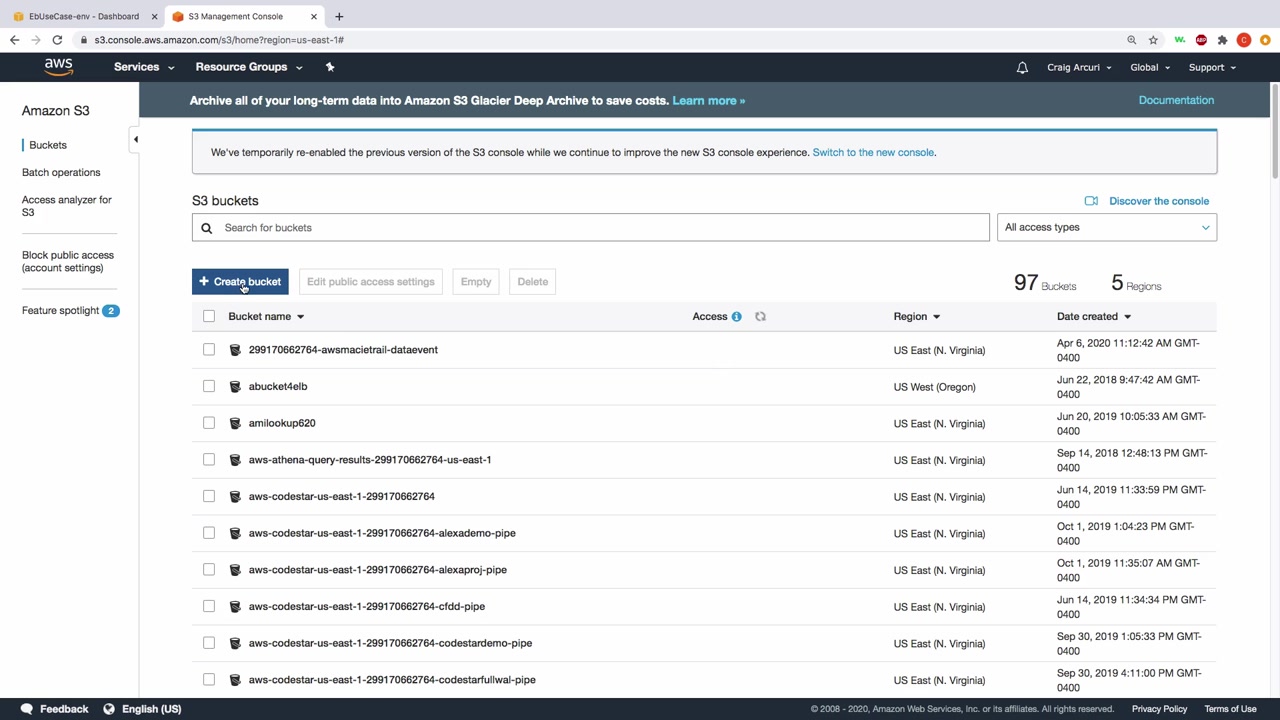 EbUseCase-env - Dashboard
S3 Management Console
s3.console.aws.amazon.com/s3/home?region=us-east-1#
w.
ABP
C
aws
Services
Resource Groups
Craig Arcuri
Global
Support
Amazon S3
Buckets
Batch operations
Access analyzer for
S3
Block public access
(account settings)
Feature spotlight 2
Archive all of your long-term data into Amazon S3 Glacier Deep Archive to save costs. Learn more »
Documentation
We've temporarily re-enabled the previous version of the S3 console while we continue to improve the new S3 console experience. Switch to the new console.
S3 buckets
Discover the console
Search for buckets
All access types
+ Create bucket
Edit public access settings
Empty
Delete
97 Buckets
5 Regions
Bucket name
Access
Region
Date created
299170662764-awsmacietrail-dataevent
US East (N. Virginia)
Apr 6, 2020 11:12:42 AM GMT-
0400
abucket4elb
US West (Oregon)
Jun 22, 2018 9:47:42 AM GMT-
0400
amilookup620
US East (N. Virginia)
Jun 20, 2019 10:05:33 AM GMT-
0400
aws-athena-query-results-299170662764-us-east-1
US East (N. Virginia)
Sep 14, 2018 12:48:13 PM GMT-
0400
aws-codestar-us-east-1-299170662764
US East (N. Virginia)
Jun 14, 2019 11:33:59 PM GMT-
0400
aws-codestar-us-east-1-299170662764-alexademo-pipe
US East (N. Virginia)
Oct 1, 2019 1:04:23 PM GMT-
0400
aws-codestar-us-east-1-299170662764-alexaproj-pipe
US East (N. Virginia)
Oct 1, 2019 11:35:07 AM GMT-
0400
aws-codestar-us-east-1-299170662764-cfdd-pipe
US East (N. Virginia)
Jun 14, 2019 11:34:34 PM GMT-
0400
aws-codestar-us-east-1-299170662764-codestardemo-pipe
US East (N. Virginia)
Sep 30, 2019 1:05:33 PM GMT-
0400
aws-codestar-us-east-1-299170662764-codestarfullwal-pipe
US East (N. Virginia)
Sep 30, 2019 4:11:00 PM GMT-
0400
Feedback
English (US)
© 2008 - 2020, Amazon Web Services, Inc. or its affiliates. All rights reserved.
Privacy Policy
Terms of Use